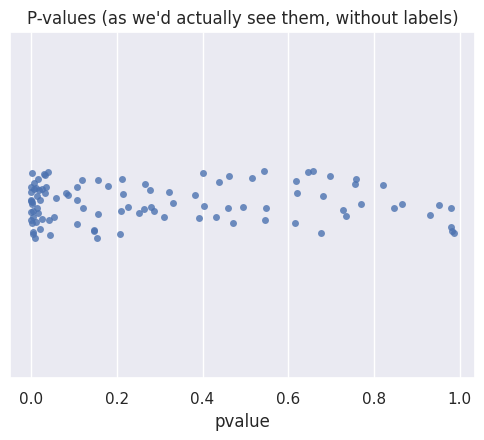 P-values (as we'd actually see them, without labels)
0.0 0.2 0.4 0.6 0.8 1.0
pvalue